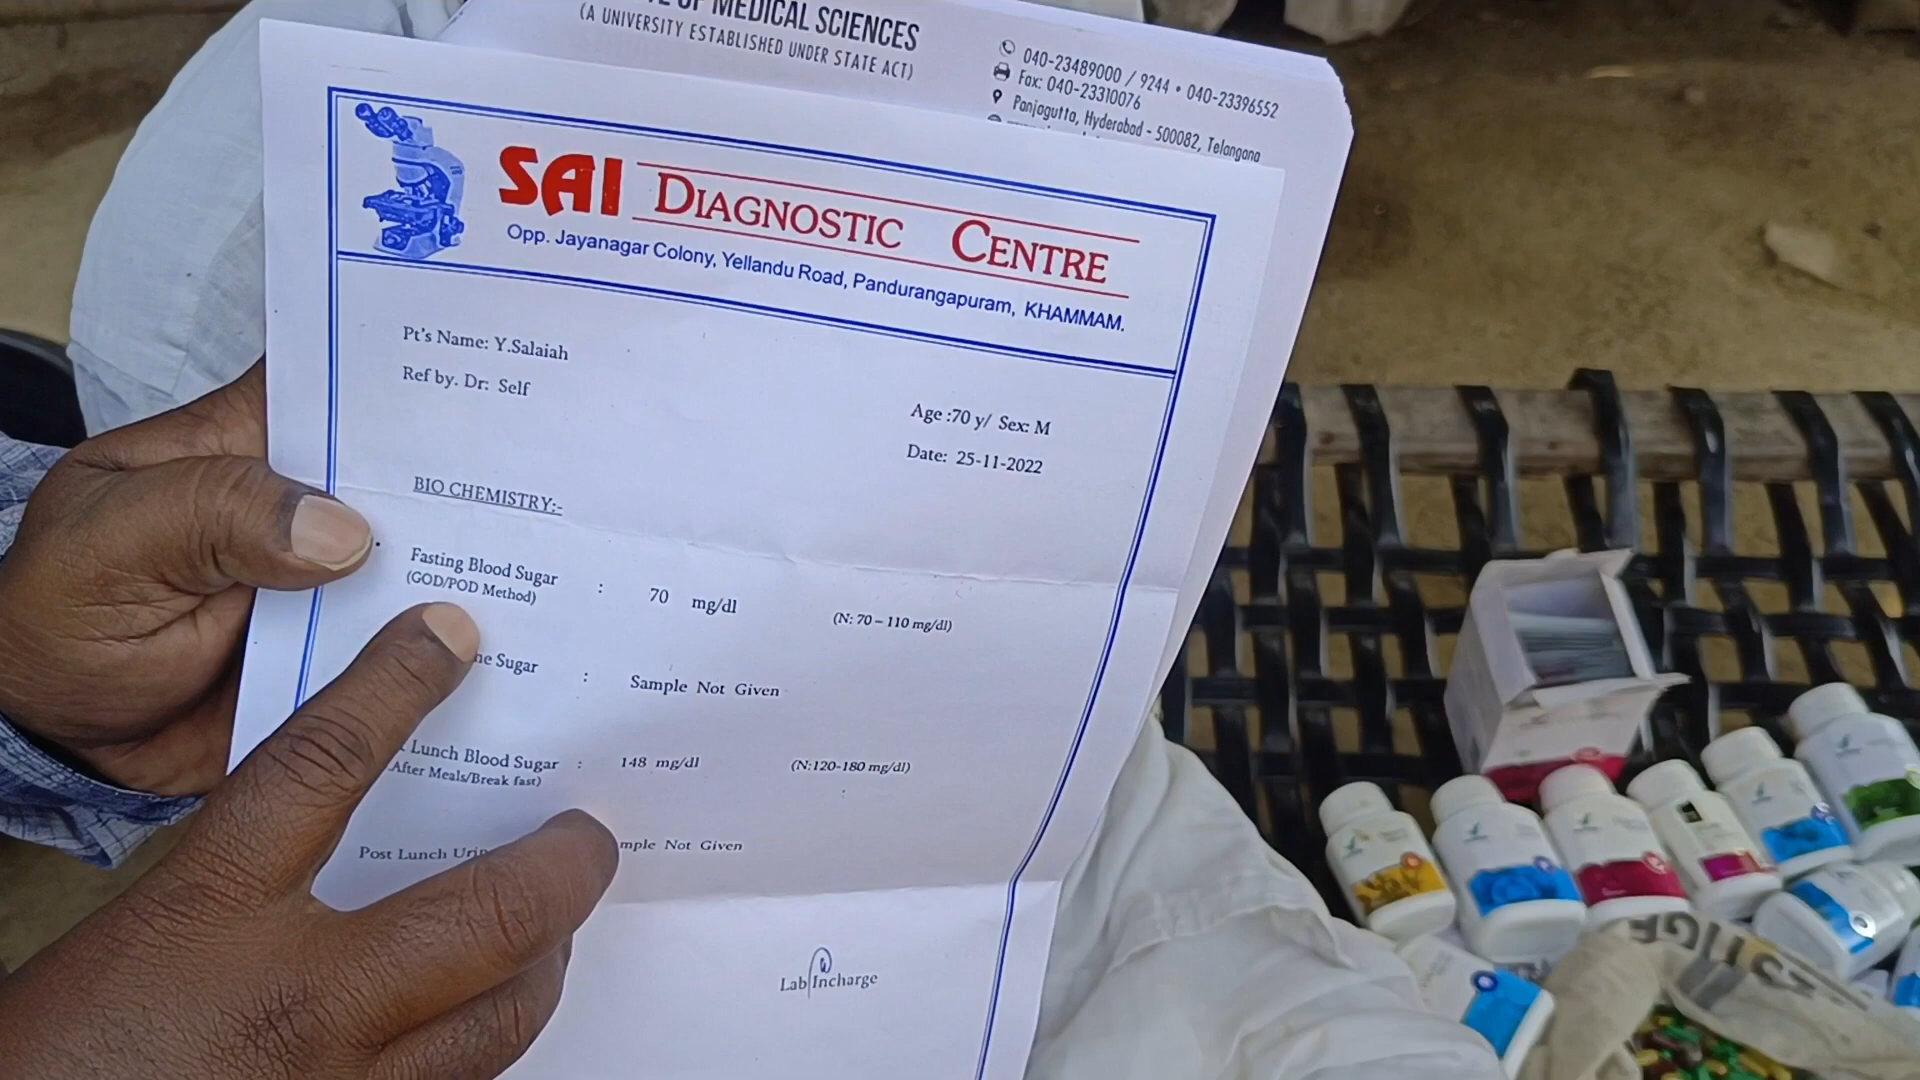 OF MEDICAL SCIENCES
(A UNIVERSITY ESTABLISHED UNDER STATE ACT)
040-23489000 / 9244 • 040-23396552
Fax: 040-23310076
Panjagutta, Hyderabad - 500082, Telangana
SAI DIAGNOSTIC CENTRE
Opp. Jayanagar Colony, Yellandu Road, Pandurangapuram, KHAMMAM.
Pt's Name: Y.Salaiah
Ref by. Dr: Self
Age :70 y/ Sex: M
Date: 25-11-2022
BIO CHEMISTRY:-
Fasting Blood Sugar : 70 mg/dl (N: 70 – 110 mg/dl)
(GOD/POD Method)
Sugar : Sample Not Given
Lunch Blood Sugar : 148 mg/dl (N:120-180 mg/dl)
After Meals/Break fast)
Post Lunch Not Given
Lab Incharge